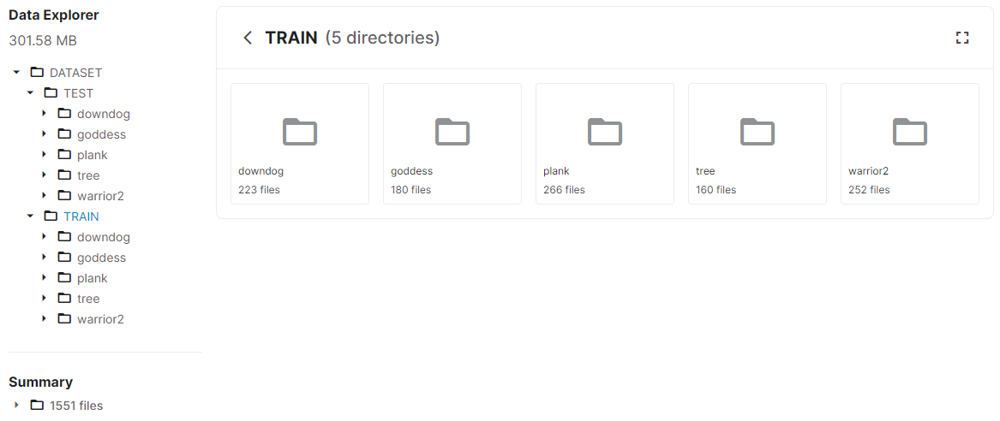 Data Explorer
301.58 MB
DATASET
TEST
downdog
goddess
plank
tree
warrior2
TRAIN
downdog
goddess
plank
tree
warrior2
Summary
1551 files
TRAIN (5 directories)
downdog
223 files
goddess
180 files
plank
266 files
tree
160 files
warrior2
252 files